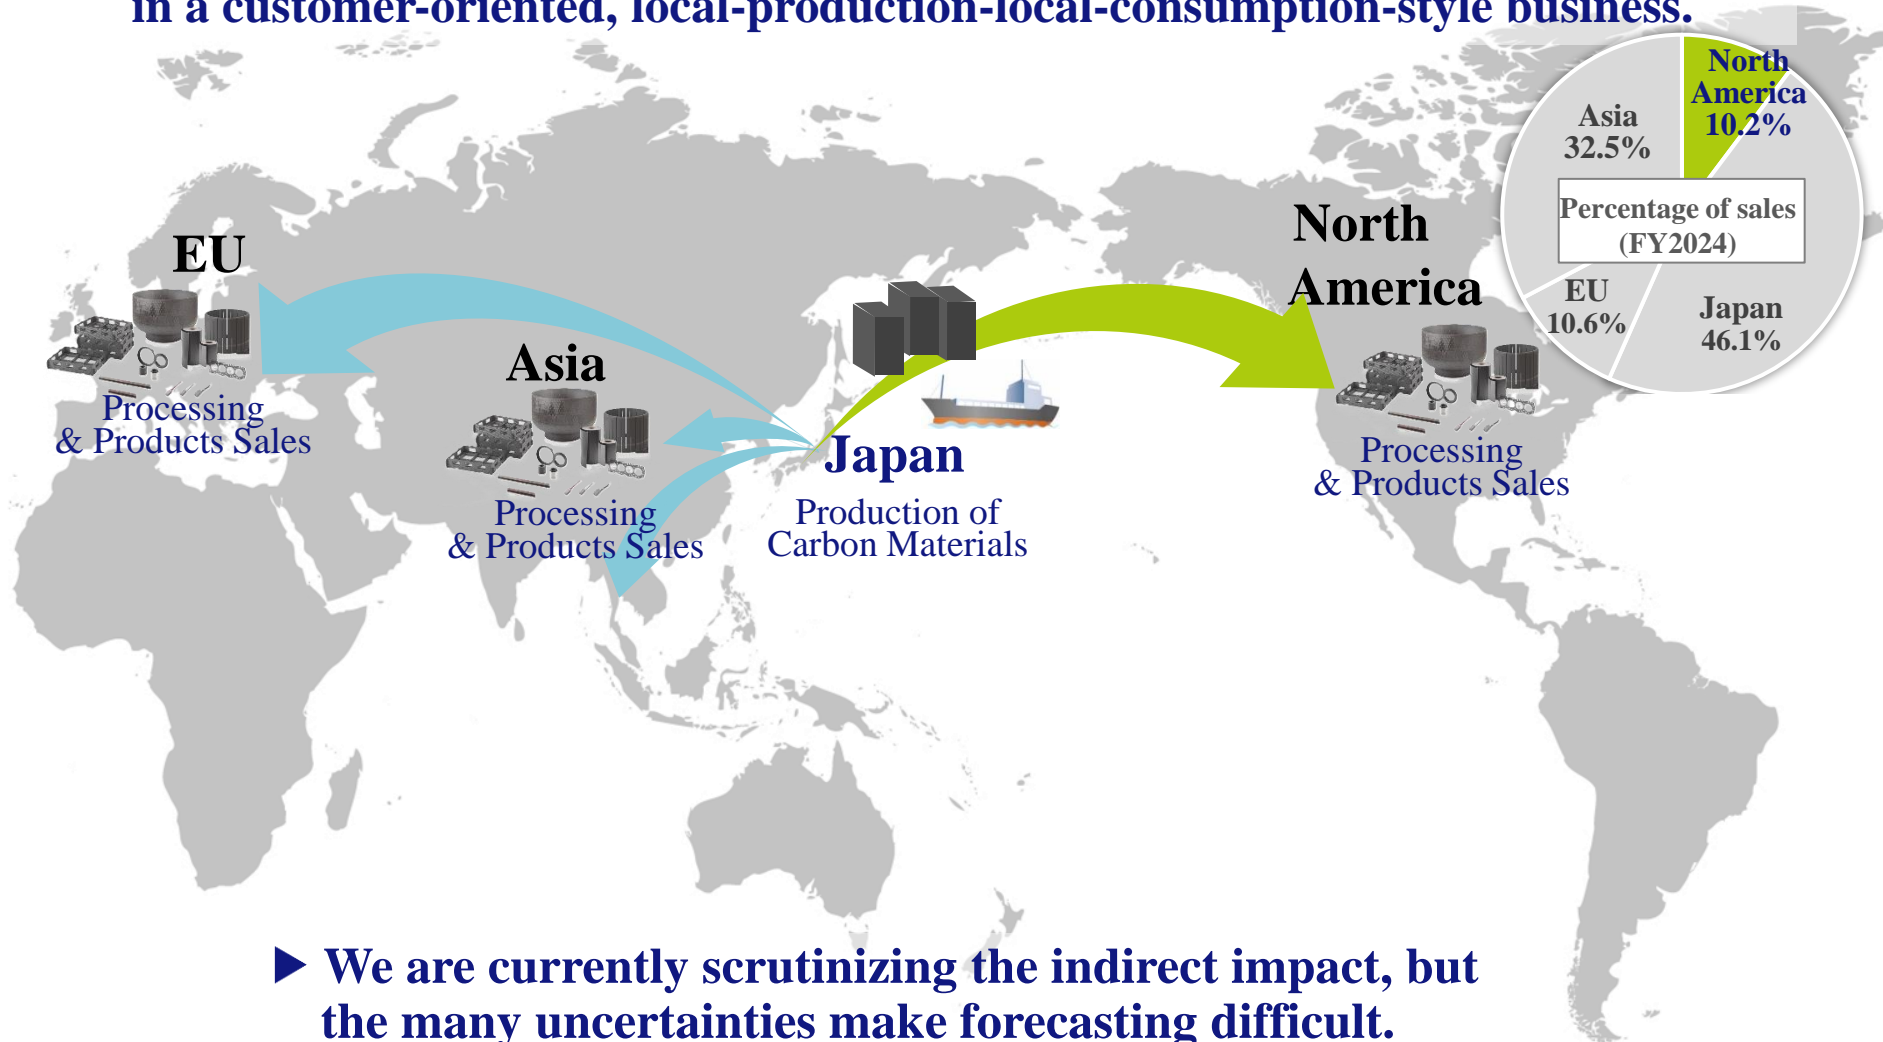 in a customer-oriented, local-production-local-consumption-style business.
North
America
10.2%
Asia
32.5%
Percentage of sales
(FY2024)
EU
10.6%
Japan
46.1%
EU
Processing
& Products Sales
Asia
Processing
& Products Sales
Japan
Production of
Carbon Materials
North
America
Processing
& Products Sales
▶ We are currently scrutinizing the indirect impact, but
the many uncertainties make forecasting difficult.